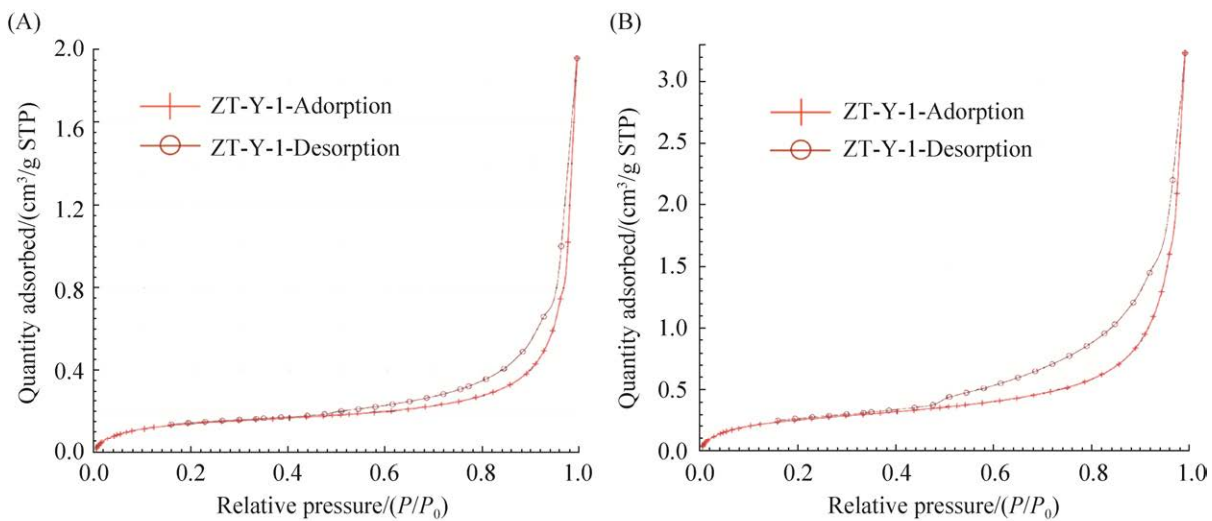 (A)
2.0
1.6
1.2
0.8
0.4
0.0
Quantity adsorbed/(cm³/g STP)
ZT-Y-1-Adorption
ZT-Y-1-Desorption
0.0 0.2 0.4 0.6 0.8 1.0
Relative pressure/(P/P₀)
(B)
3.0
2.5
2.0
1.5
1.0
0.5
0.0
Quantity adsorbed/(cm³/g STP)
ZT-Y-1-Adorption
ZT-Y-1-Desorption
0.0 0.2 0.4 0.6 0.8 1.0
Relative pressure/(P/P₀)